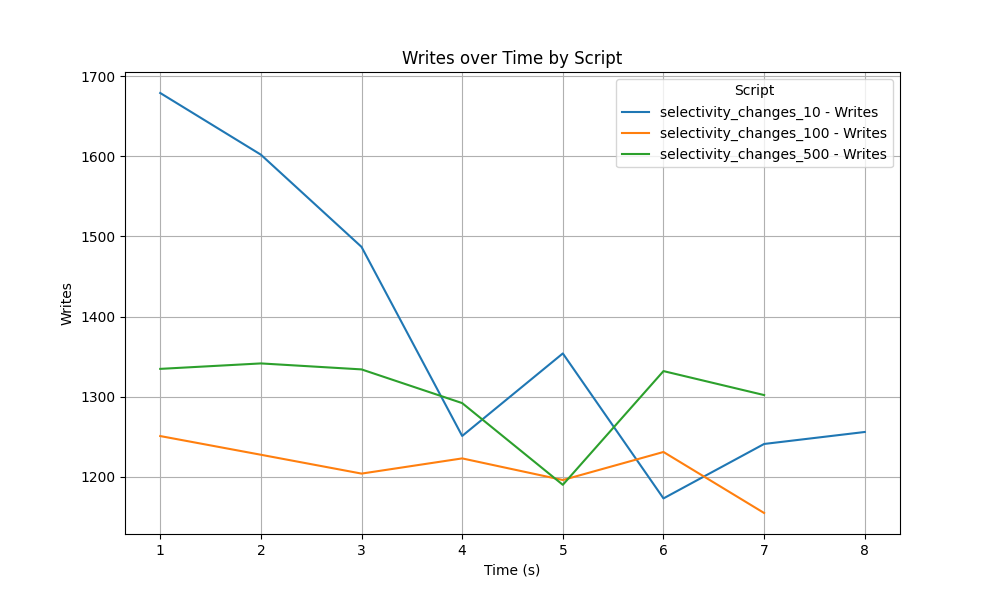 Writes over Time by Script
Script
selectivity_changes_10 - Writes
selectivity_changes_100 - Writes
selectivity_changes_500 - Writes
Writes
1700
1600
1500
1400
1300
1200
1 2 3 4 5 6 7 8
Time (s)